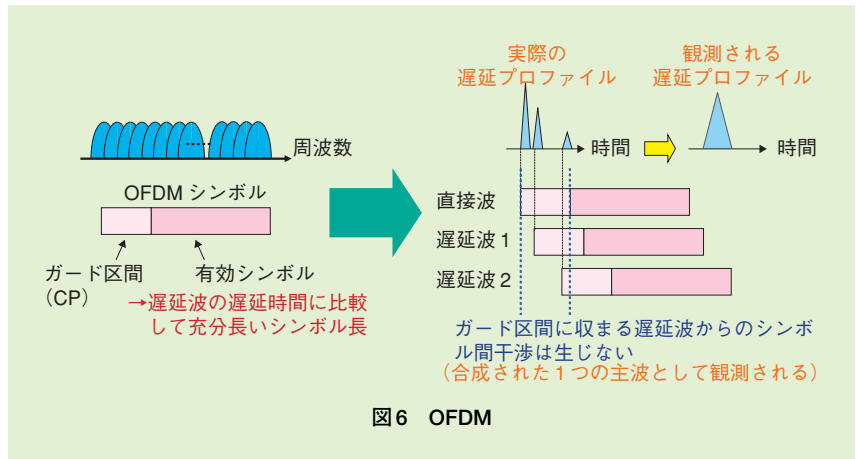 周波数
OFDM シンボル
ガード区間
(CP)
有効シンボル
→遅延波の遅延時間に比較
して充分長いシンボル長
実際の
遅延プロファイル
観測される
遅延プロファイル
時間
時間
直接波
遅延波1
遅延波2
ガード区間に収まる遅延波からのシンボ
ル間干渉は生じない
(合成された1つの主波として観測される)
図6 OFDM